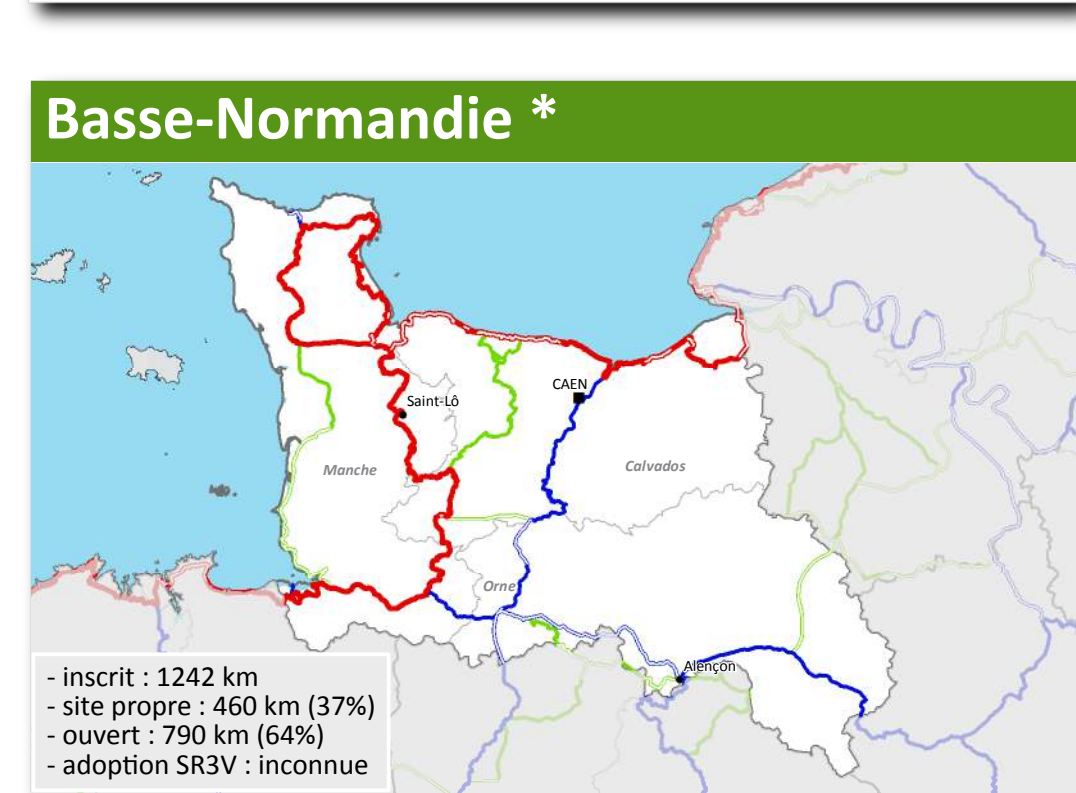 Basse-Normandie *
CAEN
Saint-Lô
Manche
Calvados
Orne
Alençon
- inscrit : 1242 km
- site propre : 460 km (37%)
- ouvert : 790 km (64%)
- adoption SR3V : inconnue